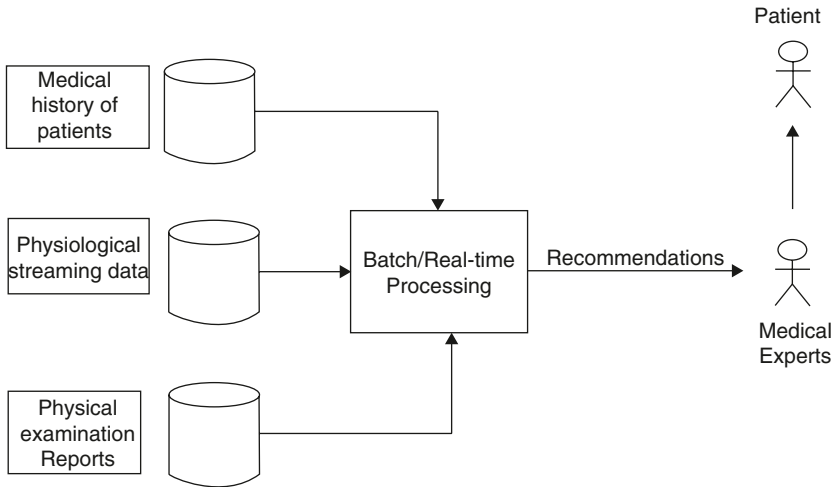 Patient
Medical
history of
patients
Physiological
streaming data
Batch/Real-time
Processing
Recommendations
Medical
Experts
Physical
examination
Reports